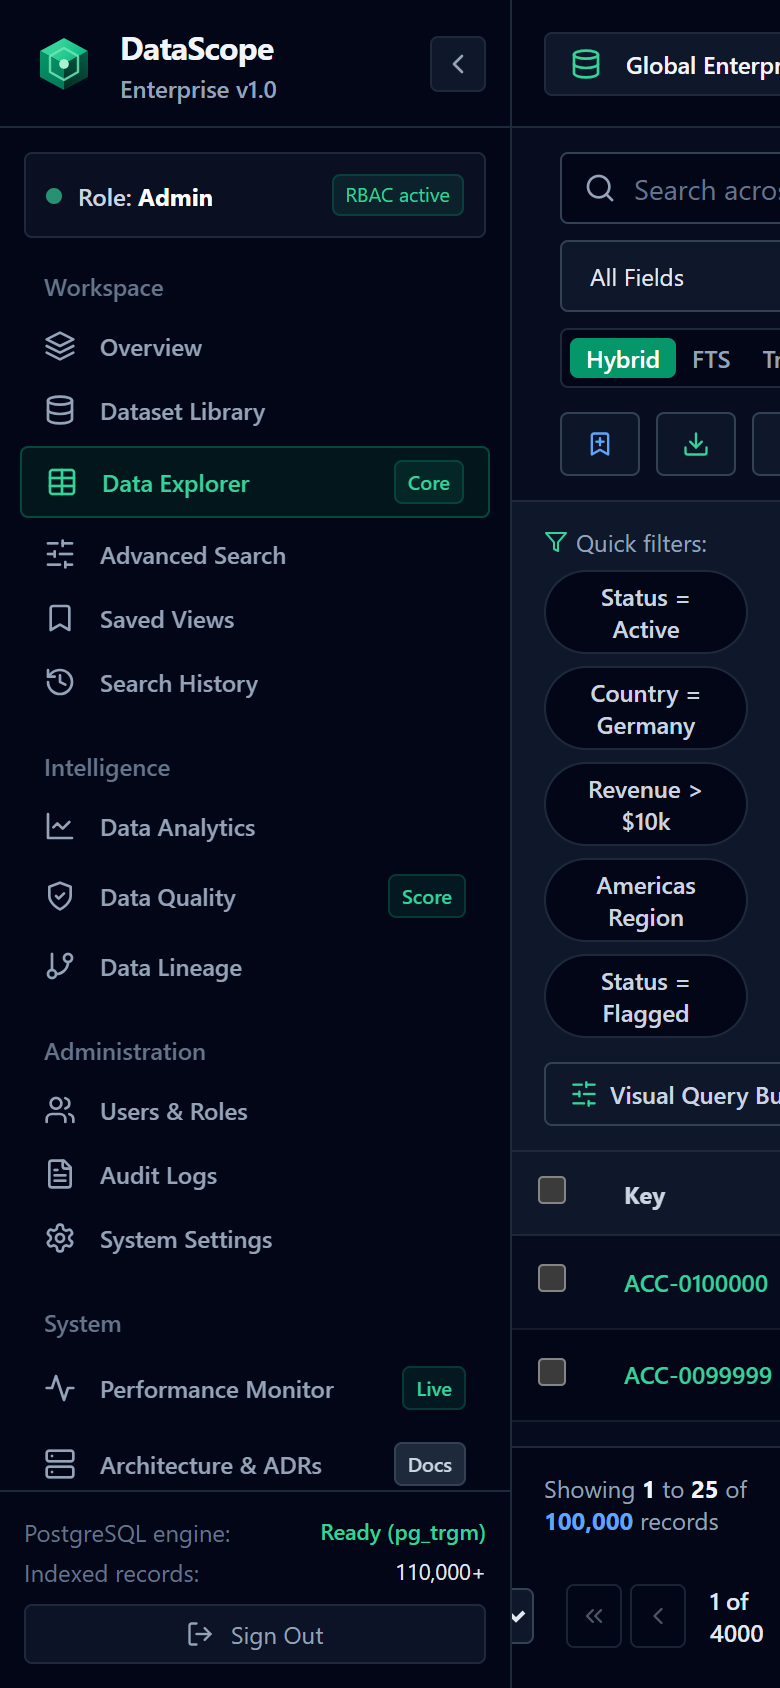 DataScope
Enterprise v1.0
Role: Admin
RBAC active
Workspace
Overview
Dataset Library
Data Explorer
Core
Advanced Search
Saved Views
Search History
Intelligence
Data Analytics
Data Quality
Score
Data Lineage
Administration
Users & Roles
Audit Logs
System Settings
System
Performance Monitor
Live
Architecture & ADRs
Docs
PostgreSQL engine:
Ready (pg_trgm)
Indexed records:
110,000+
Sign Out
Global Enterpr
Search acros
All Fields
Hybrid
FTS
Tr
Quick filters:
Status =
Active
Country =
Germany
Revenue >
$10k
Americas
Region
Status =
Flagged
Visual Query Bu
Key
ACC-0100000
ACC-0099999
Showing 1 to 25 of
100,000 records
1 of
4000